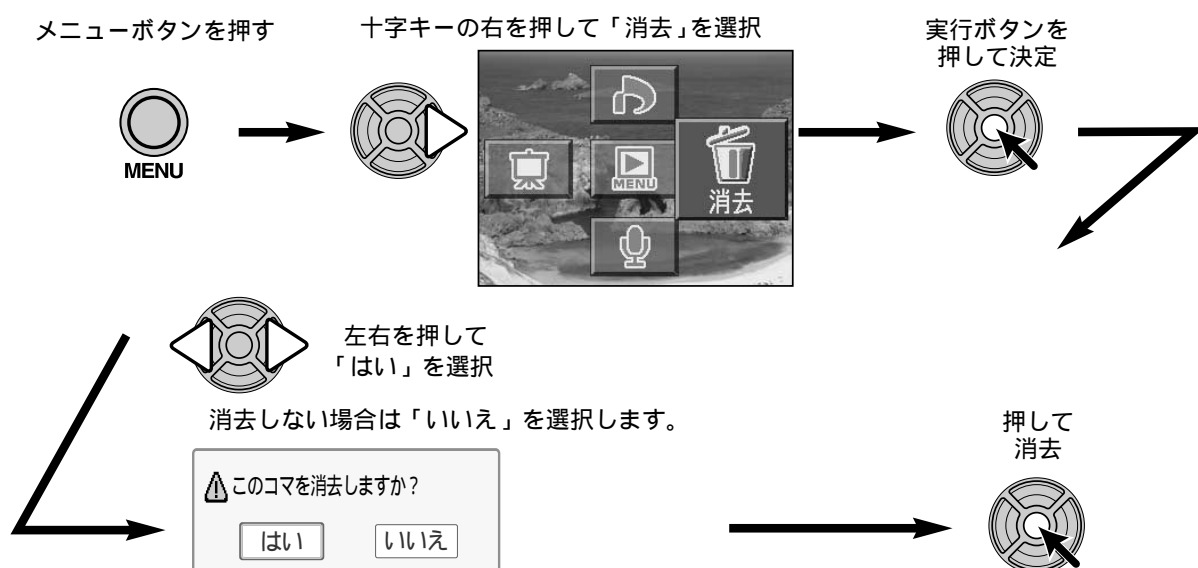 メニューボタンを押す
十字キーの右を押して「消去」を選択
実行ボタンを
押して決定
MENU
MENU
消去
左右を押して
「はい」を選択
消去しない場合は「いいえ」を選択します。
押して
消去
このコマを消去しますか?
はい
いいえ